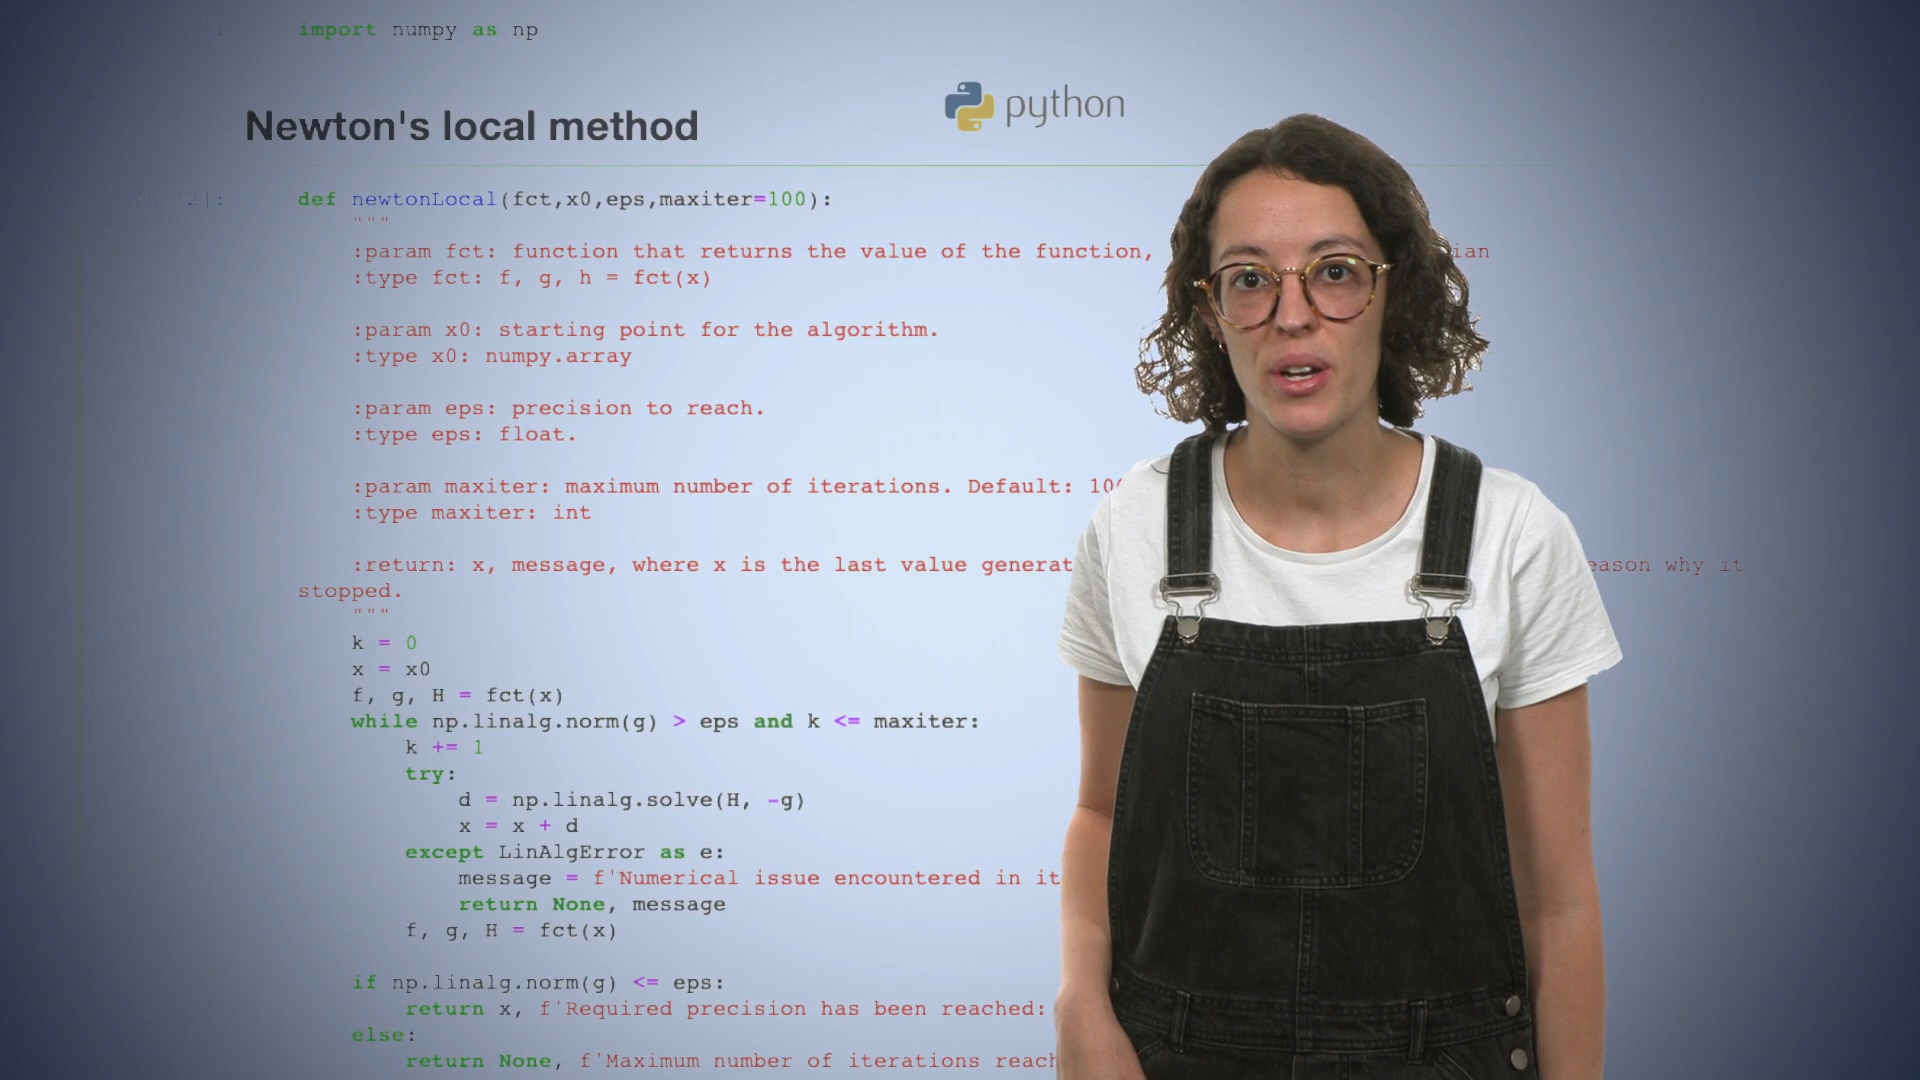 import numpy as np
python
Newton's local method
def newtonLocal(fct,x0,eps,maxiter=100):
"""
:param fct: function that returns the value of the function,
:type fct: f, g, h = fct(x)
:param x0: starting point for the algorithm.
:type x0: numpy.array
:param eps: precision to reach.
:type eps: float.
:param maxiter: maximum number of iterations. Default:
:type maxiter: int
:return: x, message, where x is the last value why it
stopped.
"""
k = 0
x = x0
f, g, H = fct(x)
while np.linalg.norm(g) > eps and k <= maxiter:
k += 1
try:
d = np.linalg.solve(H, -g)
x = x + d
except LinAlgError as e:
message = f'Numerical issue encountered in
return None, message
f, g, H = fct(x)
if np.linalg.norm(g) <= eps:
return x, f'Required precision has been reached:
else:
return None, f'Maximum number of iterations